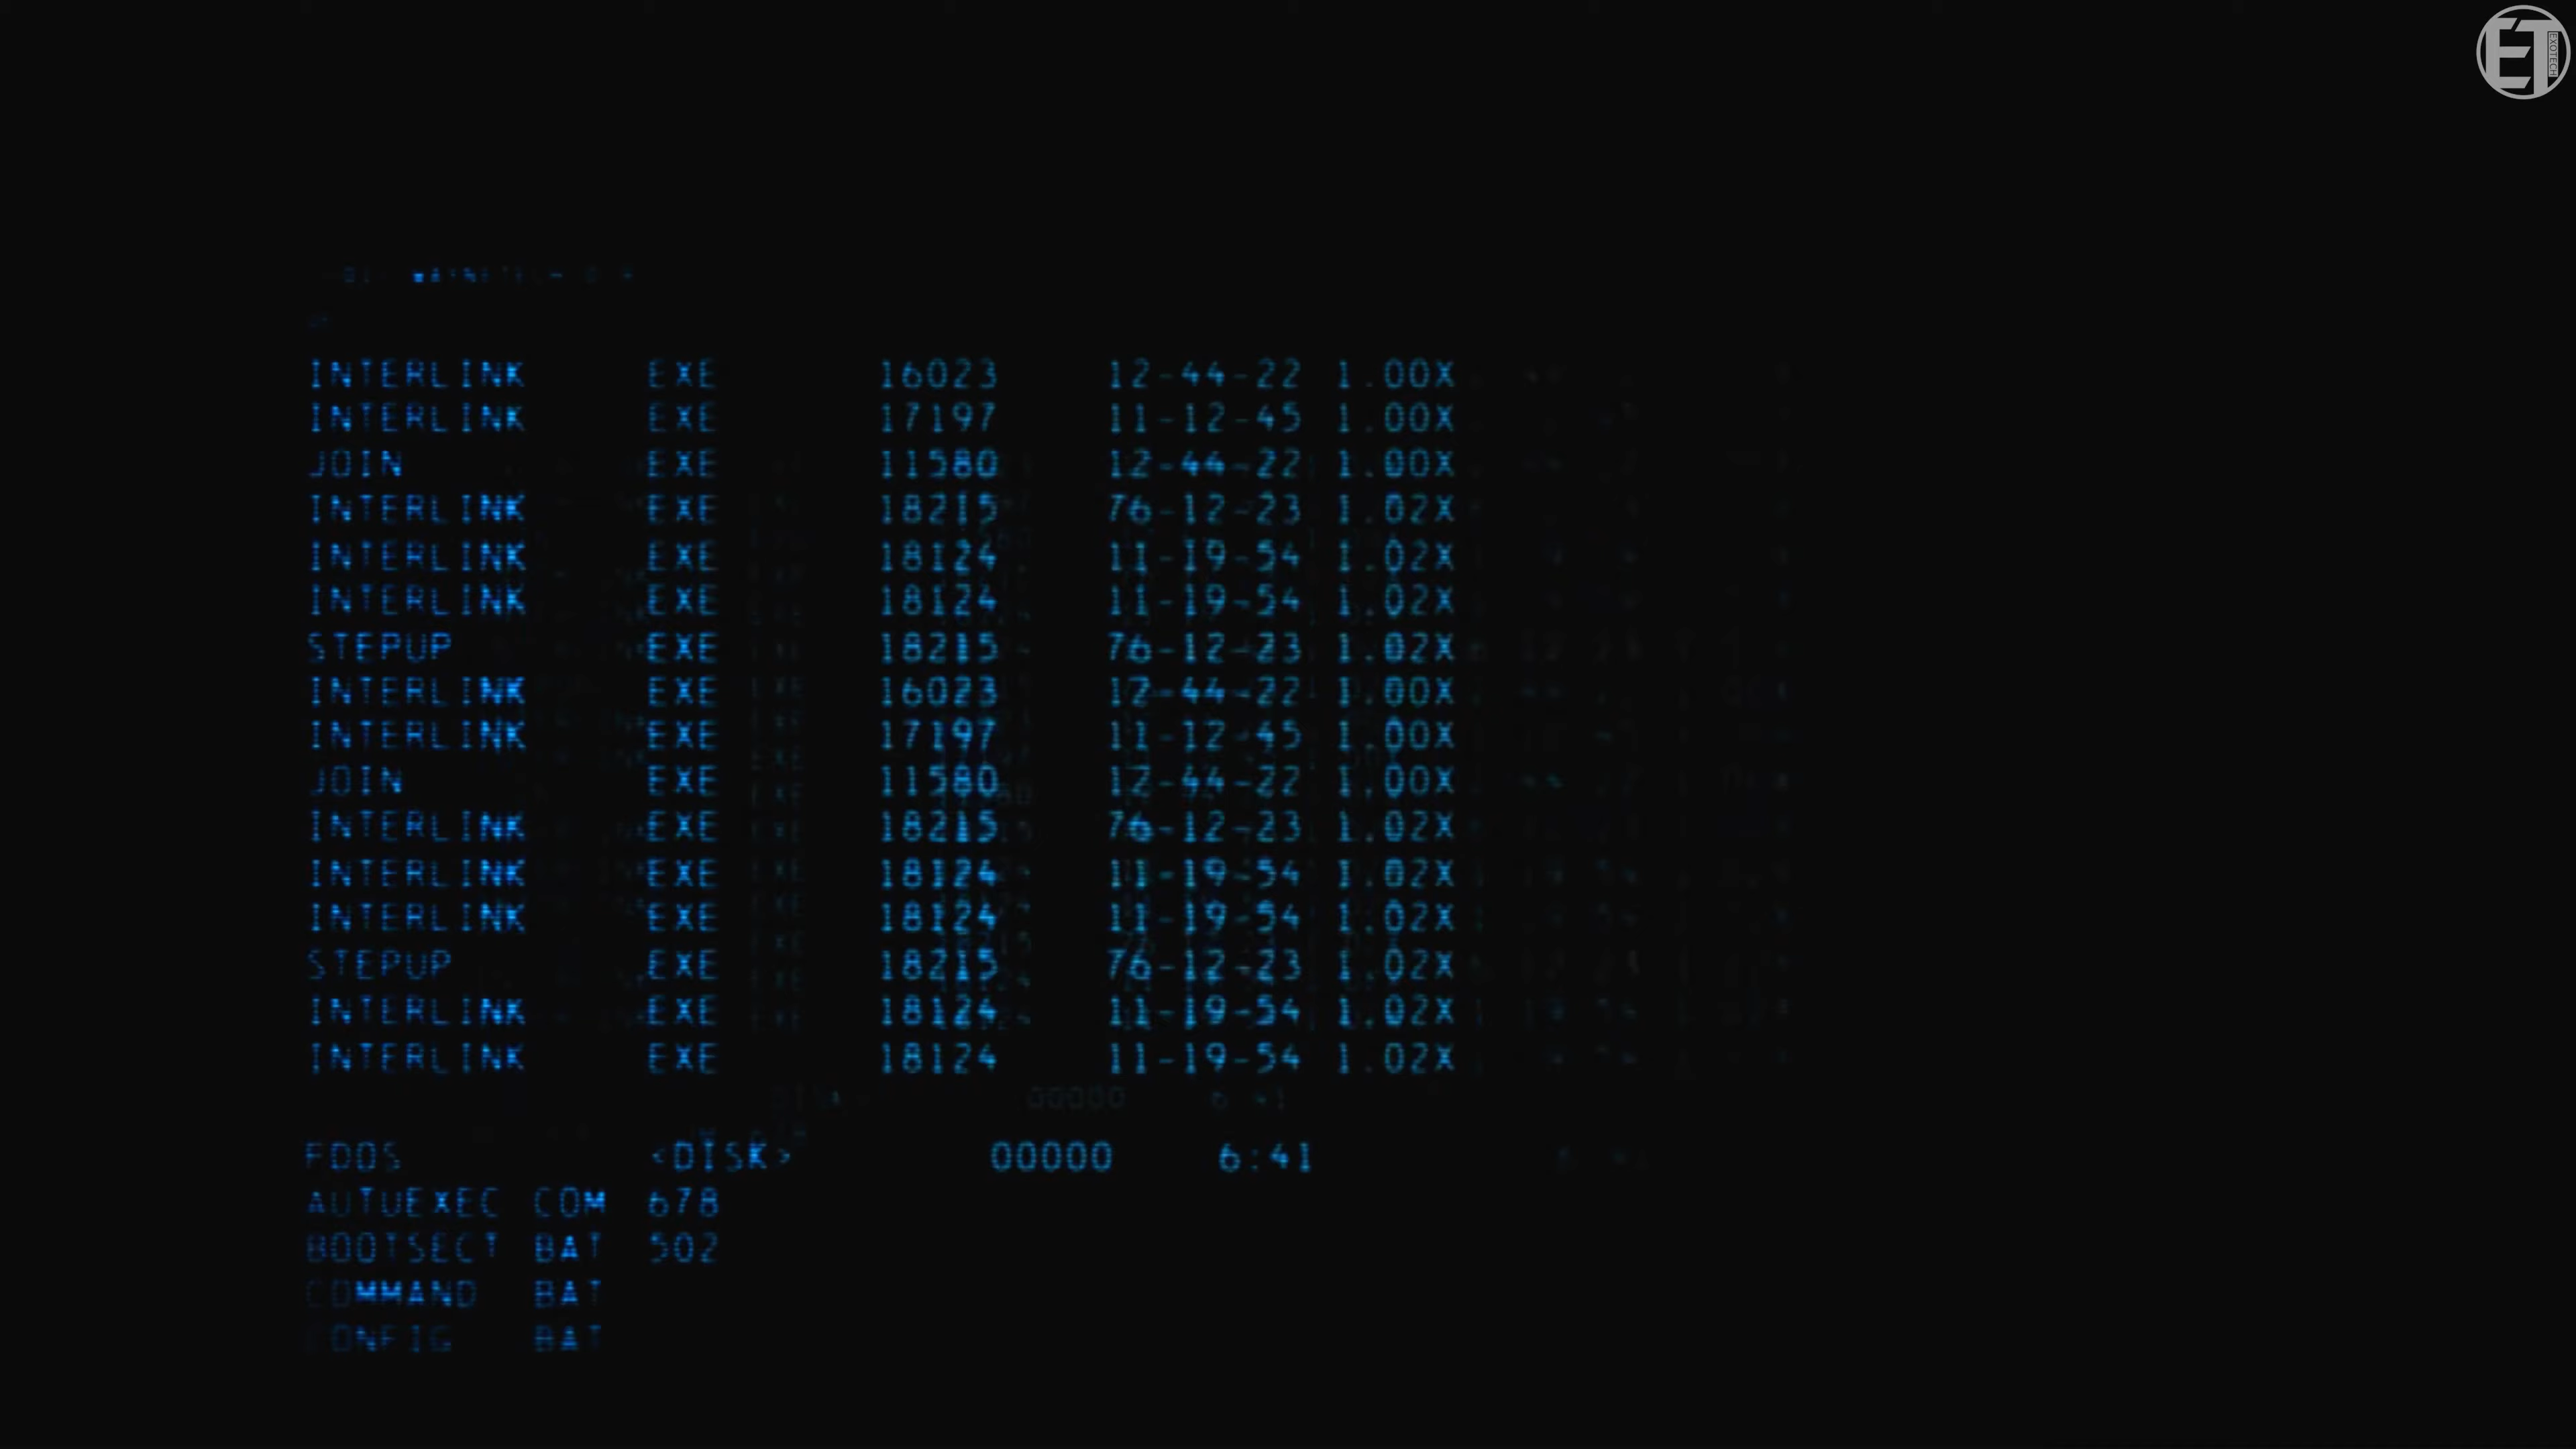 ET EXOTECH
INTERLINK EXE 16023 12-44-22 1.00X
INTERLINK EXE 17197 11-12-45 1.00X
JOIN EXE 11580 12-44-22 1.00X
INTERLINK EXE 18215 76-12-23 1.02X
INTERLINK EXE 18124 11-19-54 1.02X
INTERLINK EXE 18124 11-19-54 1.02X
STEPUP EXE 18215 76-12-23 1.02X
INTERLINK EXE 16023 12-44-22 1.00X
INTERLINK EXE 17197 11-12-45 1.00X
JOIN EXE 11580 12-44-22 1.00X
INTERLINK EXE 18215 76-12-23 1.02X
INTERLINK EXE 18124 11-19-54 1.02X
INTERLINK EXE 18124 11-19-54 1.02X
STEPUP EXE 18215 76-12-23 1.02X
INTERLINK EXE 18124 11-19-54 1.02X
INTERLINK EXE 18124 11-19-54 1.02X
FDOS <DISK> 00000 6:41
AUTUEXEC COM 678
BOOTSECT BAT 502
COMMAND BAT
CONFIG BAT